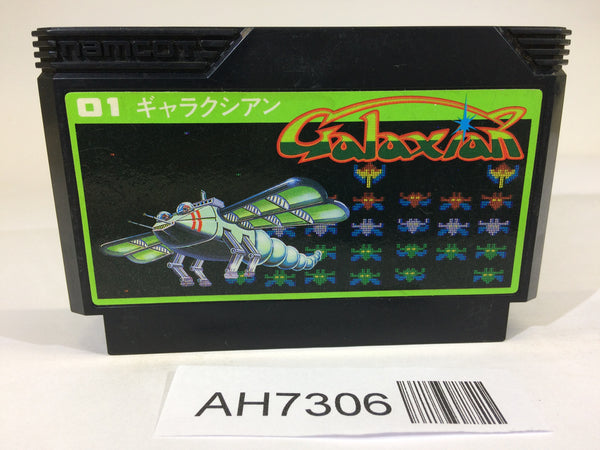 namcot
01 ギャラクシアン
Galaxian
AH7306